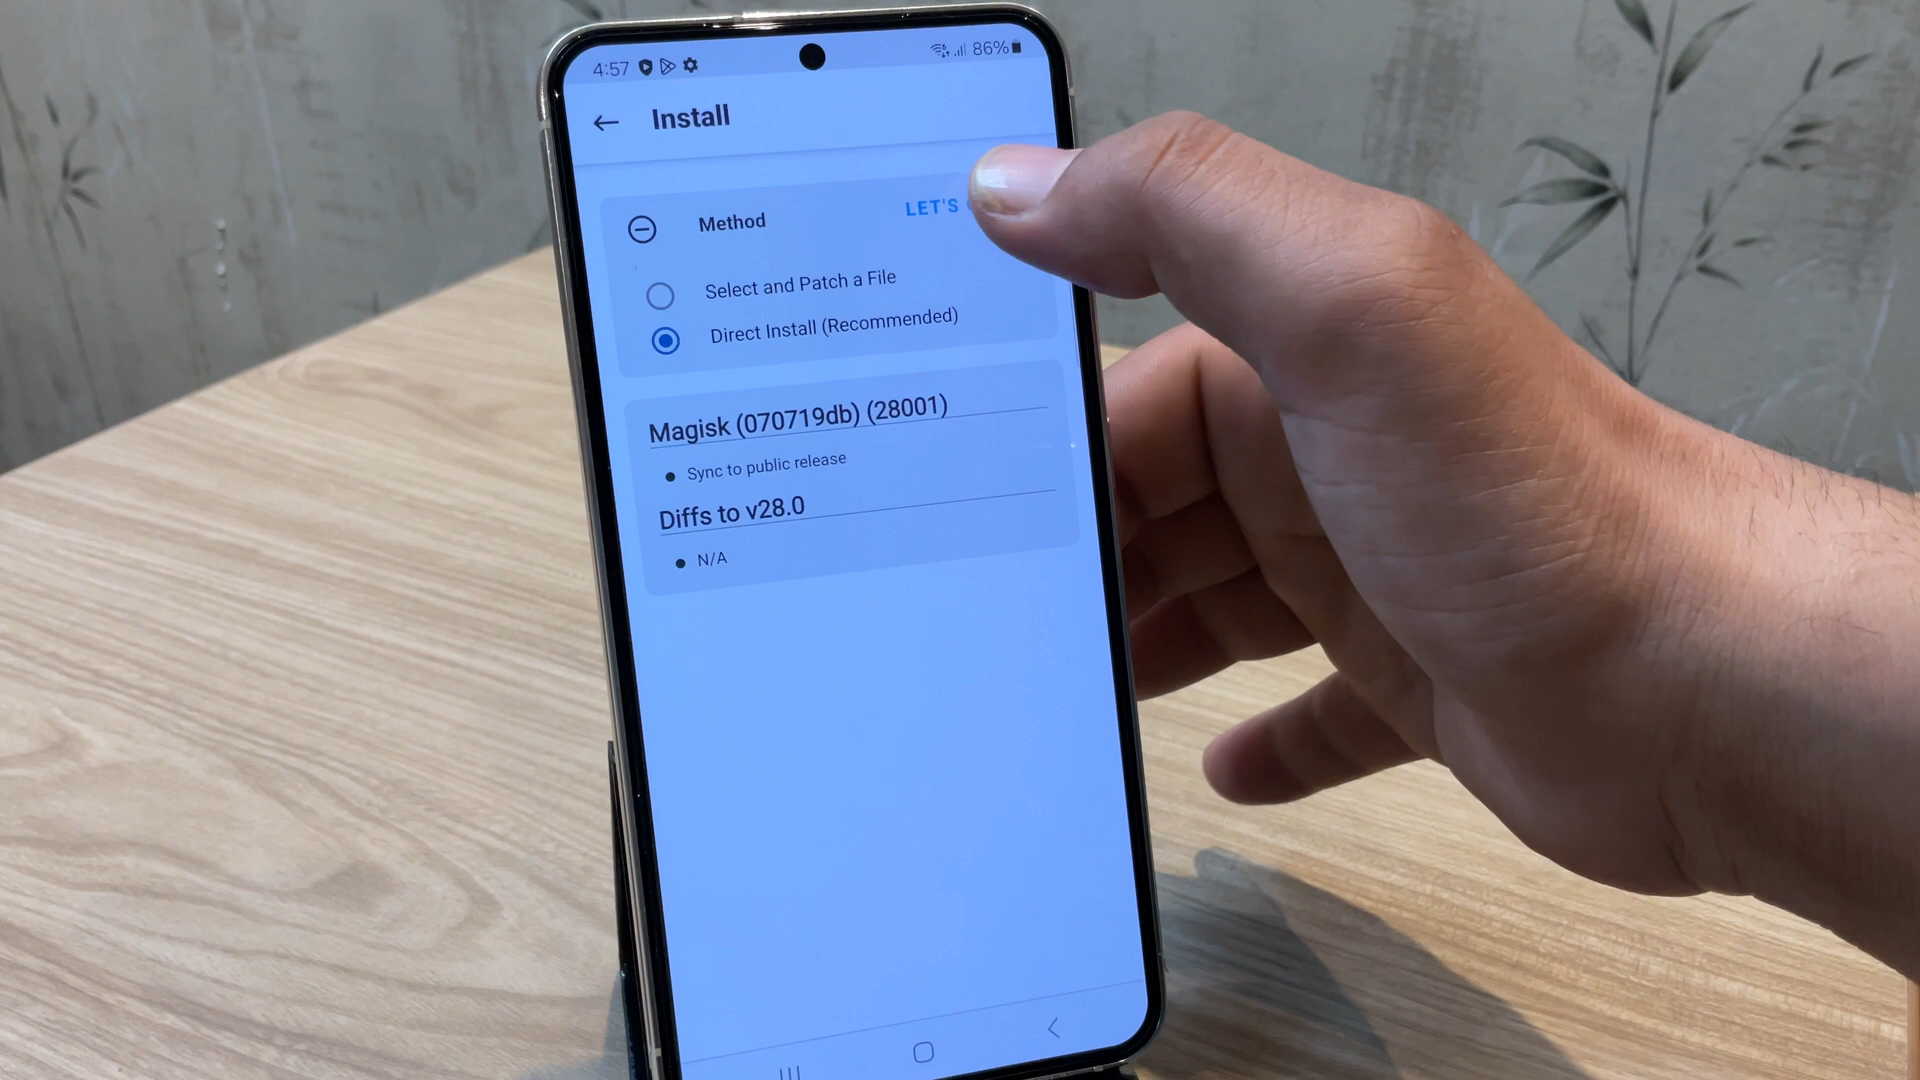 4:57 86%
Install
Method LET'S
Select and Patch a File
Direct Install (Recommended)
Magisk (070719db) (28001)
Sync to public release
Diffs to v28.0
N/A